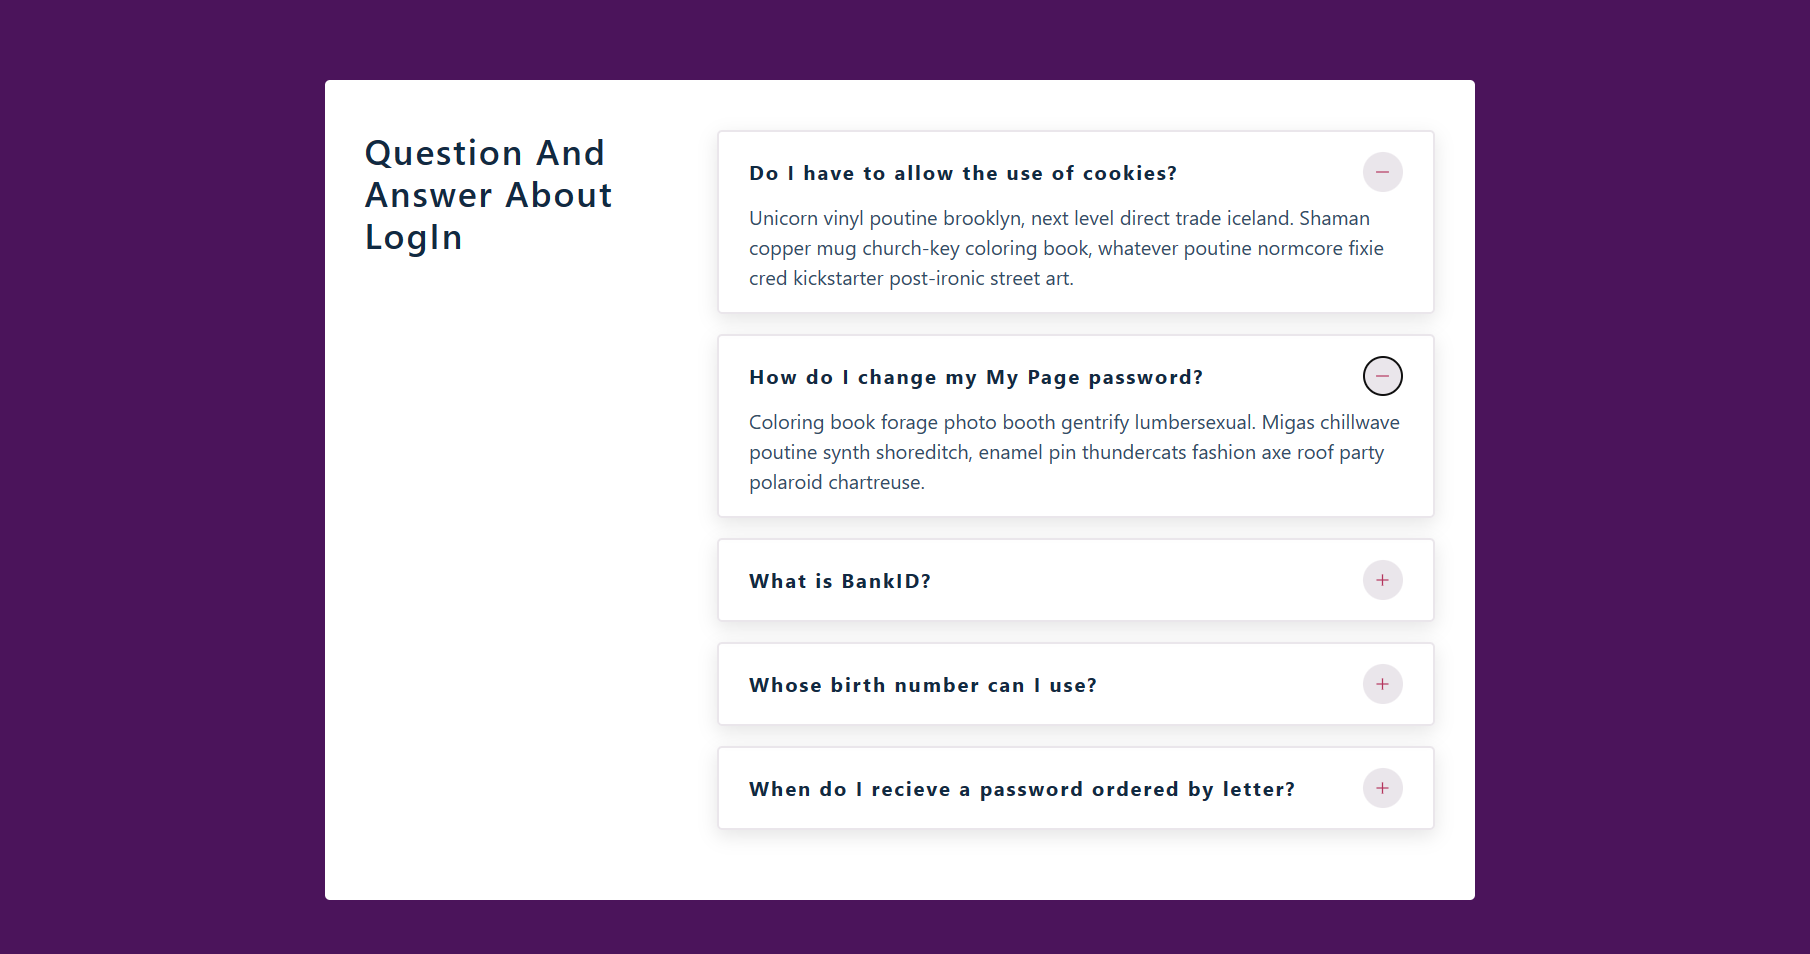 Question And
Answer About
LogIn
Do I have to allow the use of cookies?
Unicorn vinyl poutine brooklyn, next level direct trade iceland. Shaman
copper mug church-key coloring book, whatever poutine normcore fixie
cred kickstarter post-ironic street art.
How do I change my My Page password?
Coloring book forage photo booth gentrify lumbersexual. Migas chillwave
poutine synth shoreditch, enamel pin thundercats fashion axe roof party
polaroid chartreuse.
What is BankID?
Whose birth number can I use?
When do I recieve a password ordered by letter?